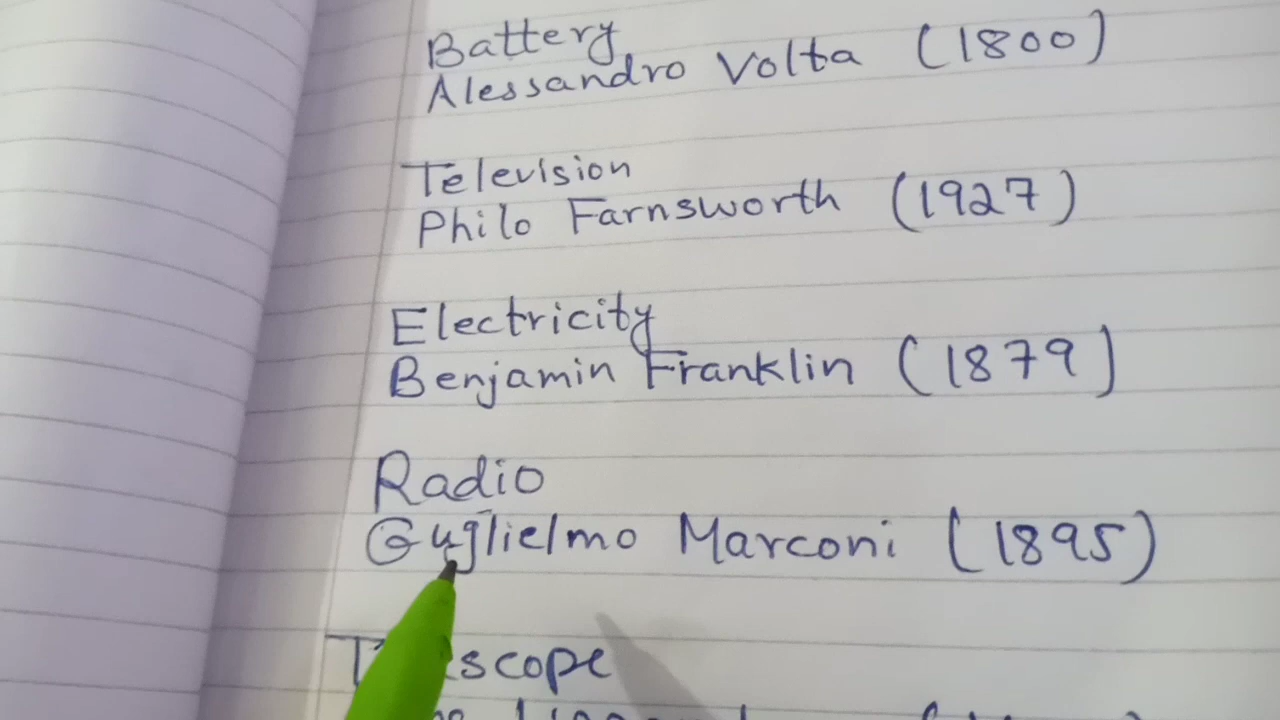 Battery
Alessandro Volta (1800)
Television
Philo Farnsworth (1927)
Electricity
Benjamin Franklin (1879)
Radio
Guglielmo Marconi (1895)